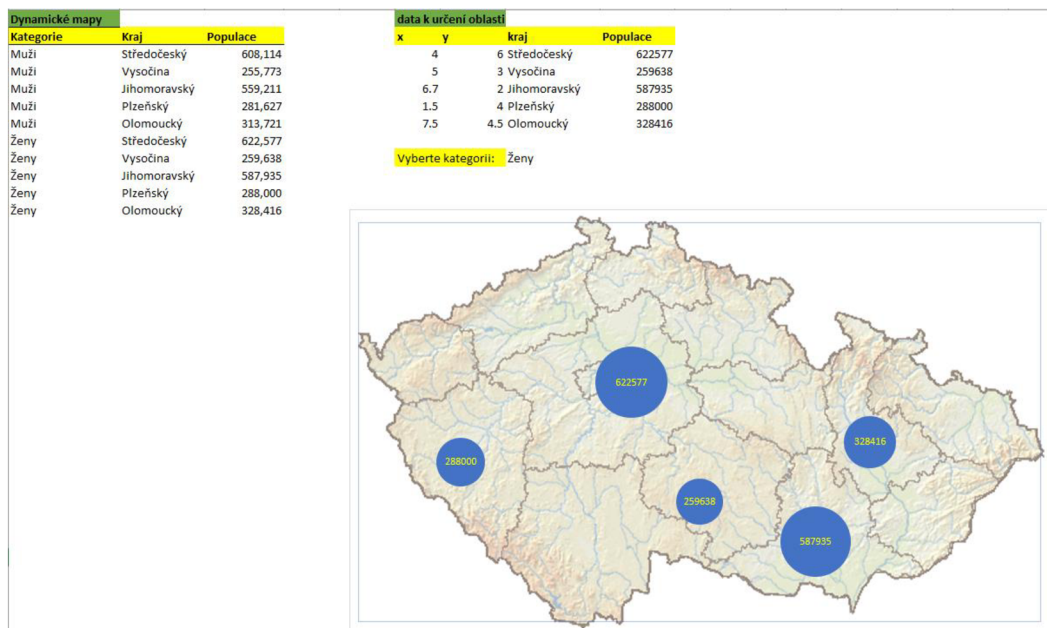 Dynamické mapy
Kategorie Kraj Populace
Muži Středočeský 608,114
Muži Vysočina 255,773
Muži Jihomoravský 559,211
Muži Plzeňský 281,627
Muži Olomoucký 313,721
Ženy Středočeský 622,577
Ženy Vysočina 259,638
Ženy Jihomoravský 587,935
Ženy Plzeňský 288,000
Ženy Olomoucký 328,416
data k určení oblasti
x y kraj Populace
4 6 Středočeský 622577
5 3 Vysočina 259638
6.7 2 Jihomoravský 587935
1.5 4 Plzeňský 288000
7.5 4.5 Olomoucký 328416
Vyberte kategorii: Ženy
622577
328416
288000
259638
587935